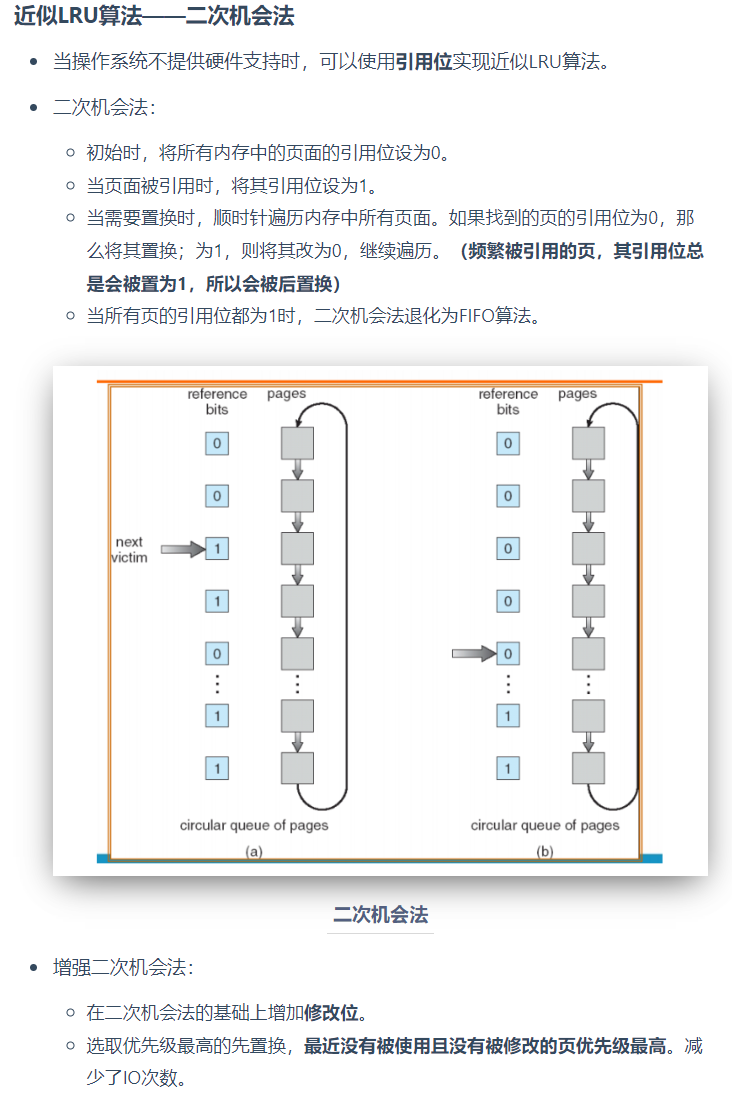 近似LRU算法——二次机会法
当操作系统不提供硬件支持时，可以使用引用位实现近似LRU算法。
二次机会法：
初始时，将所有内存中的页面的引用位设为0。
当页面被引用时，将其引用位设为1。
当需要置换时，顺时针遍历内存中所有页面。如果找到的页的引用位为0，那
么将其置换；为1，则将其改为0，继续遍历。（频繁被引用的页，其引用位总
是会被置为1，所以会被后置换）
当所有页的引用位都为1时，二次机会法退化为FIFO算法。
reference bits
pages
0
0
next victim
1
1
0
1
1
circular queue of pages
(a)
reference bits
pages
0
0
0
0
0
1
1
circular queue of pages
(b)
二次机会法
增强二次机会法：
在二次机会法的基础上增加修改位。
选取优先级最高的先置换，最近没有被使用且没有被修改的页优先级最高。减
少了IO次数。